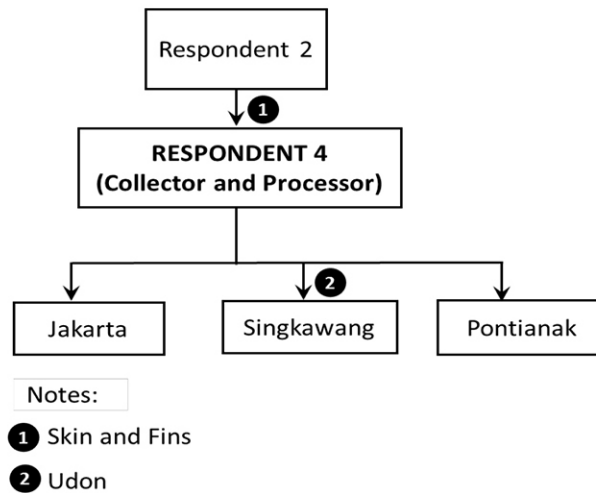 Respondent 2
1
RESPONDENT 4
(Collector and Processor)
2
Jakarta
Singkawang
Pontianak
Notes:
1 Skin and Fins
2 Udon